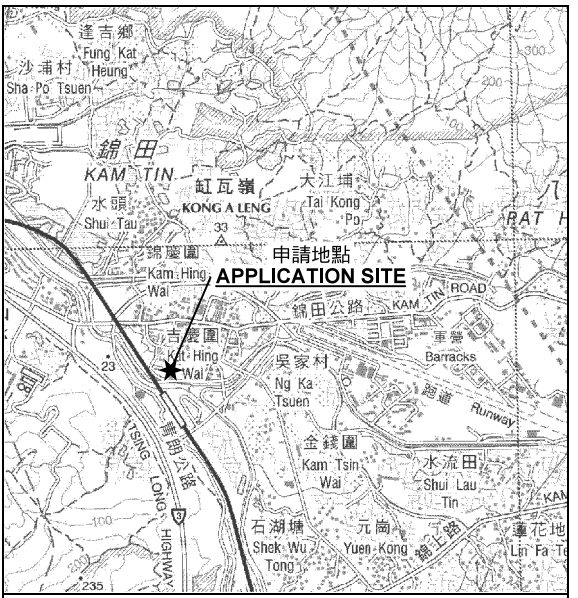 逢吉鄉
Fung Kat
Heung
沙埔村
Sha Po Tsuen
300
200
100
錦田
KAM TIN
缸瓦嶺
KONG A LENG
33
大江埔
Tai Kong
Po
水頭
Shui Tau
八
PAT H
錦慶圍
Kam Hing
Wai
申請地點
APPLICATION SITE
錦田公路
KAM TIN ROAD
吉慶圍
Kat Hing
Wai
23
吳家村
Ng Ka
Tsuen
軍營
Barracks
跑道
Runway
青朗公路
TSING LONG HIGHWAY
3
金錢圍
Kam Tsin
Wai
水流田
Shui Lau
Tin
KAM
100
石湖塘
Shek Wu
Tong
元崗
Yuen Kong
錦上路
蓮花地
Lin Fa Te
235